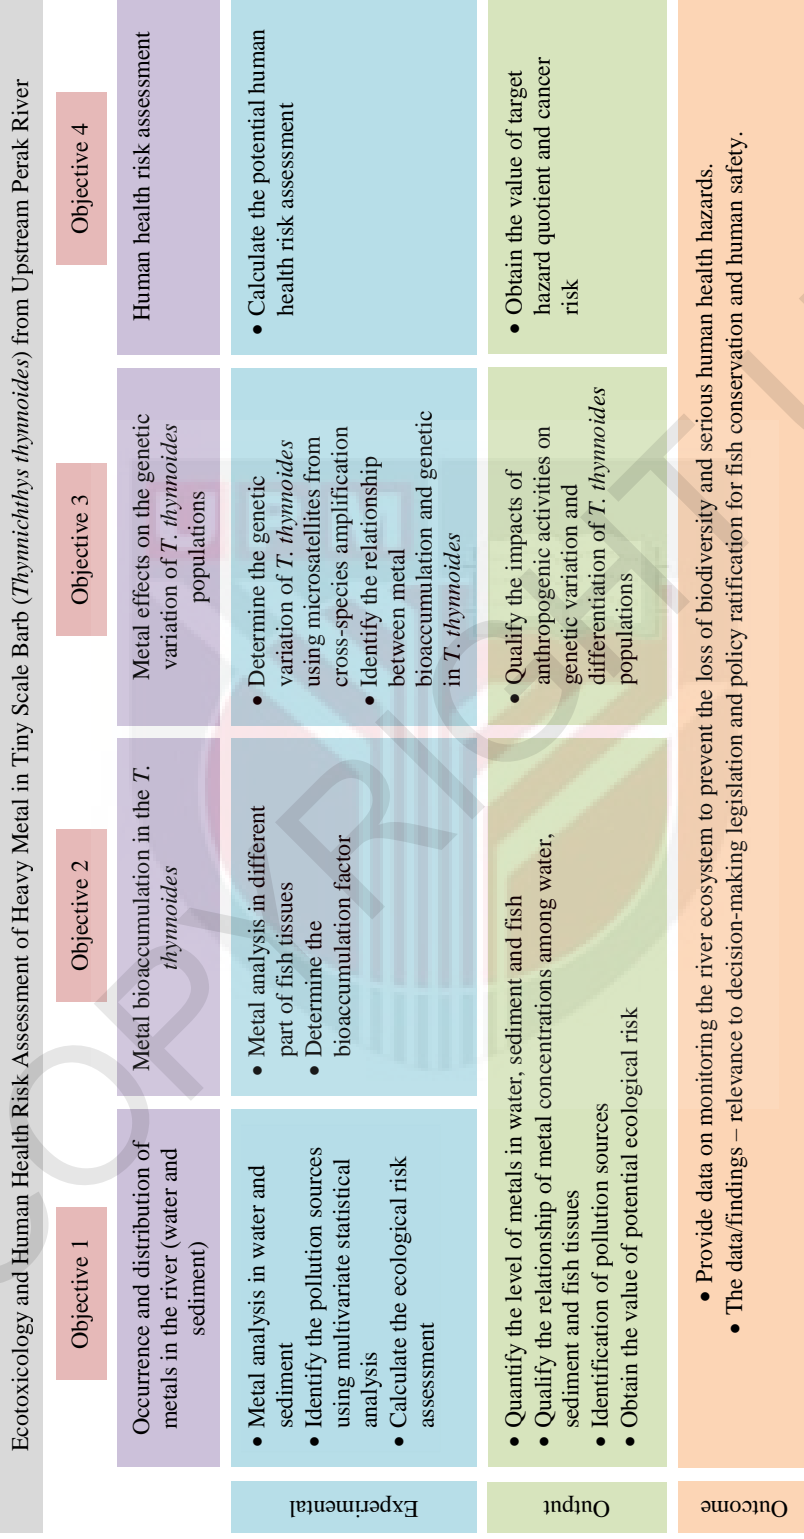 Ecotoxicology and Human Health Risk Assessment of Heavy Metal in Tiny Scale Barb (Thynnichthys thynnoides) from Upstream Perak River
Objective 1
Objective 2
Objective 3
Objective 4
Occurrence and distribution of
metals in the river (water and
sediment)
Metal bioaccumulation in the T.
thynnoides
Metal effects on the genetic
variation of T. thynnoides
populations
Human health risk assessment
Experimental
• Metal analysis in water and
sediment
• Identify the pollution sources
using multivariate statistical
analysis
• Calculate the ecological risk
assessment
• Metal analysis in different
part of fish tissues
• Determine the
bioaccumulation factor
• Determine the genetic
variation of T. thynnoides
using microsatellites from
cross-species amplification
• Identify the relationship
between metal
bioaccumulation and genetic
in T. thynnoides
• Calculate the potential human
health risk assessment
Output
• Quantify the level of metals in water, sediment and fish
• Qualify the relationship of metal concentrations among water,
sediment and fish tissues
• Identification of pollution sources
• Obtain the value of potential ecological risk
• Qualify the impacts of
anthropogenic activities on
genetic variation and
differentiation of T. thynnoides
populations
• Obtain the value of target
hazard quotient and cancer
risk
Outcome
• Provide data on monitoring the river ecosystem to prevent the loss of biodiversity and serious human health hazards.
• The data/findings – relevance to decision-making legislation and policy ratification for fish conservation and human safety.
COPYRIGHT
UPM